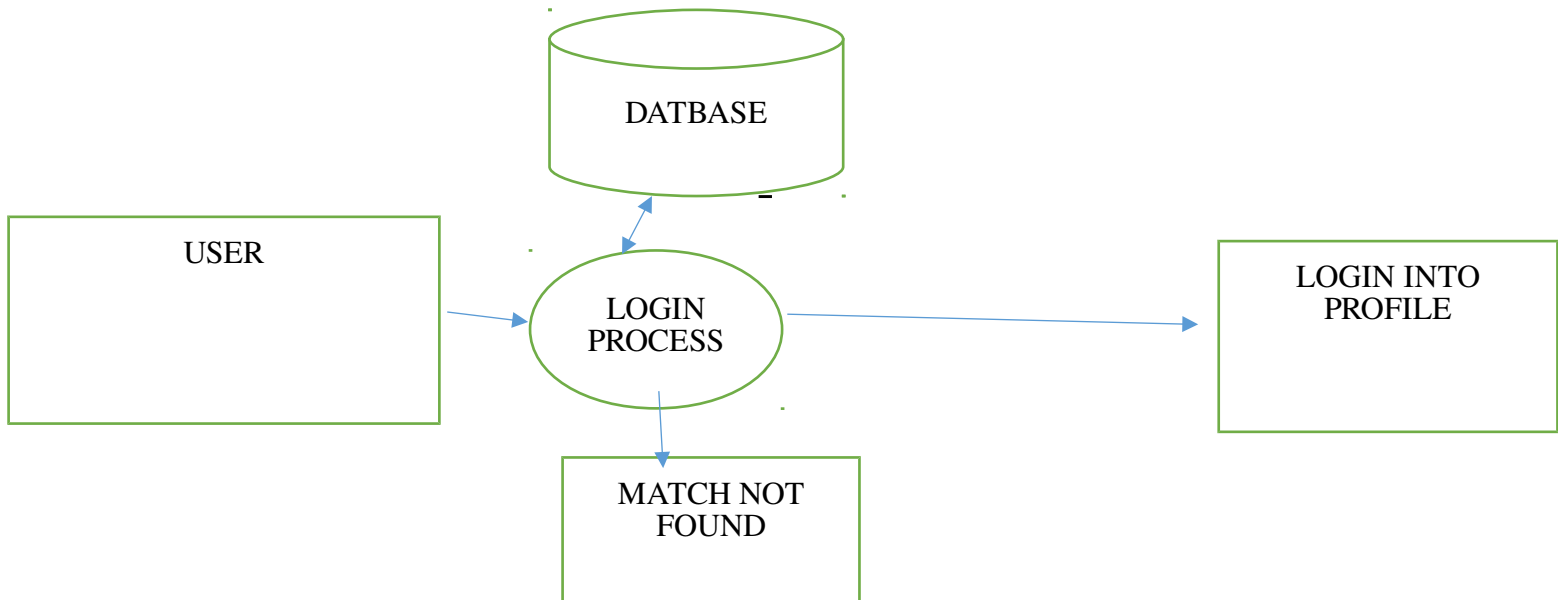 DATBASE
USER
LOGIN
PROCESS
LOGIN INTO
PROFILE
MATCH NOT
FOUND